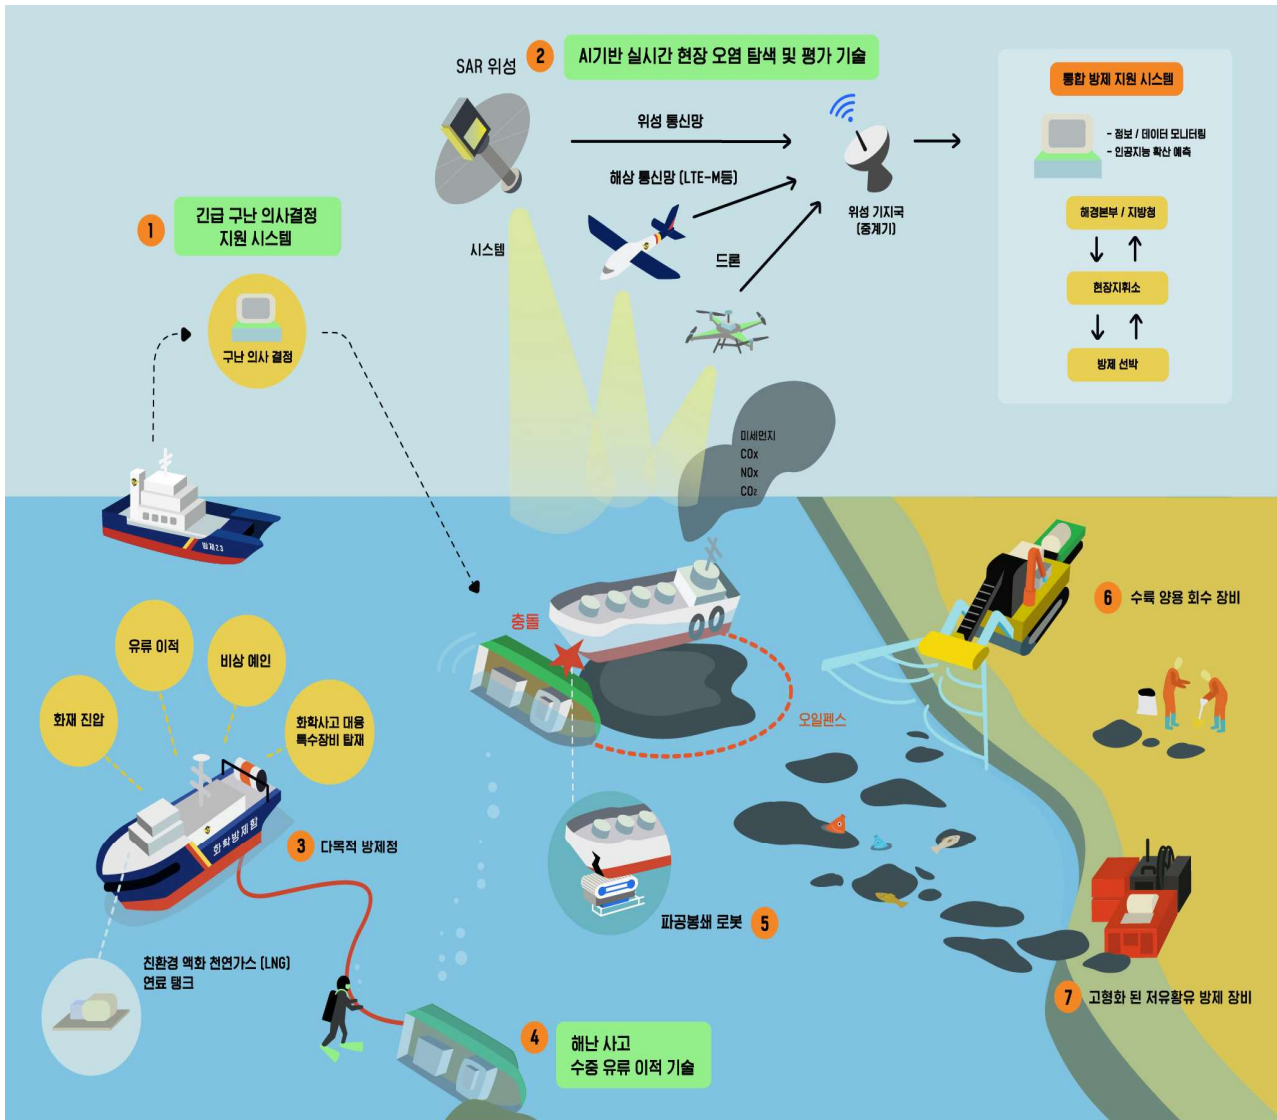 SAR 위성
2
AI기반 실시간 현장 오염 탐색 및 평가 기술
위성 통신망
해상 통신망 (LTE-M등)
시스템
드론
위성 기지국
(중계기)
통합 방제 지원 시스템
- 정보 / 데이터 모니터링
- 인공지능 확산 예측
해경본부 / 지방청
현장지휘소
방제 선박
1
긴급 구난 의사결정
지원 시스템
구난 의사 결정
방제23
미세먼지
COx
NOx
CO2
충돌
오일펜스
6
수륙 양용 회수 장비
유류 이적
비상 예인
화재 진압
화학사고 대응
특수장비 탑재
화학방제함
3
다목적 방제정
파공봉쇄 로봇
5
친환경 액화 천연가스 (LNG)
연료 탱크
4
해난 사고
수중 유류 이적 기술
7
고형화 된 저유황유 방제 장비